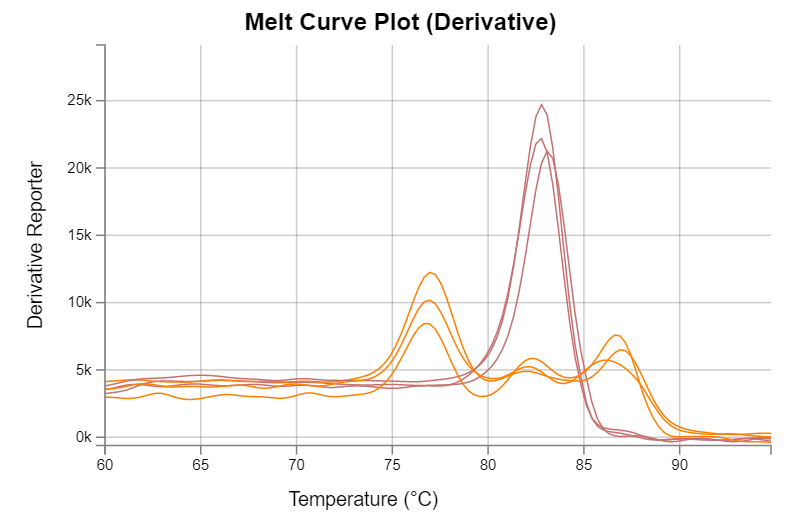 Melt Curve Plot (Derivative)
25k
20k
15k
10k
5k
0k
Derivative Reporter
60
65
70
75
80
85
90
Temperature (°C)